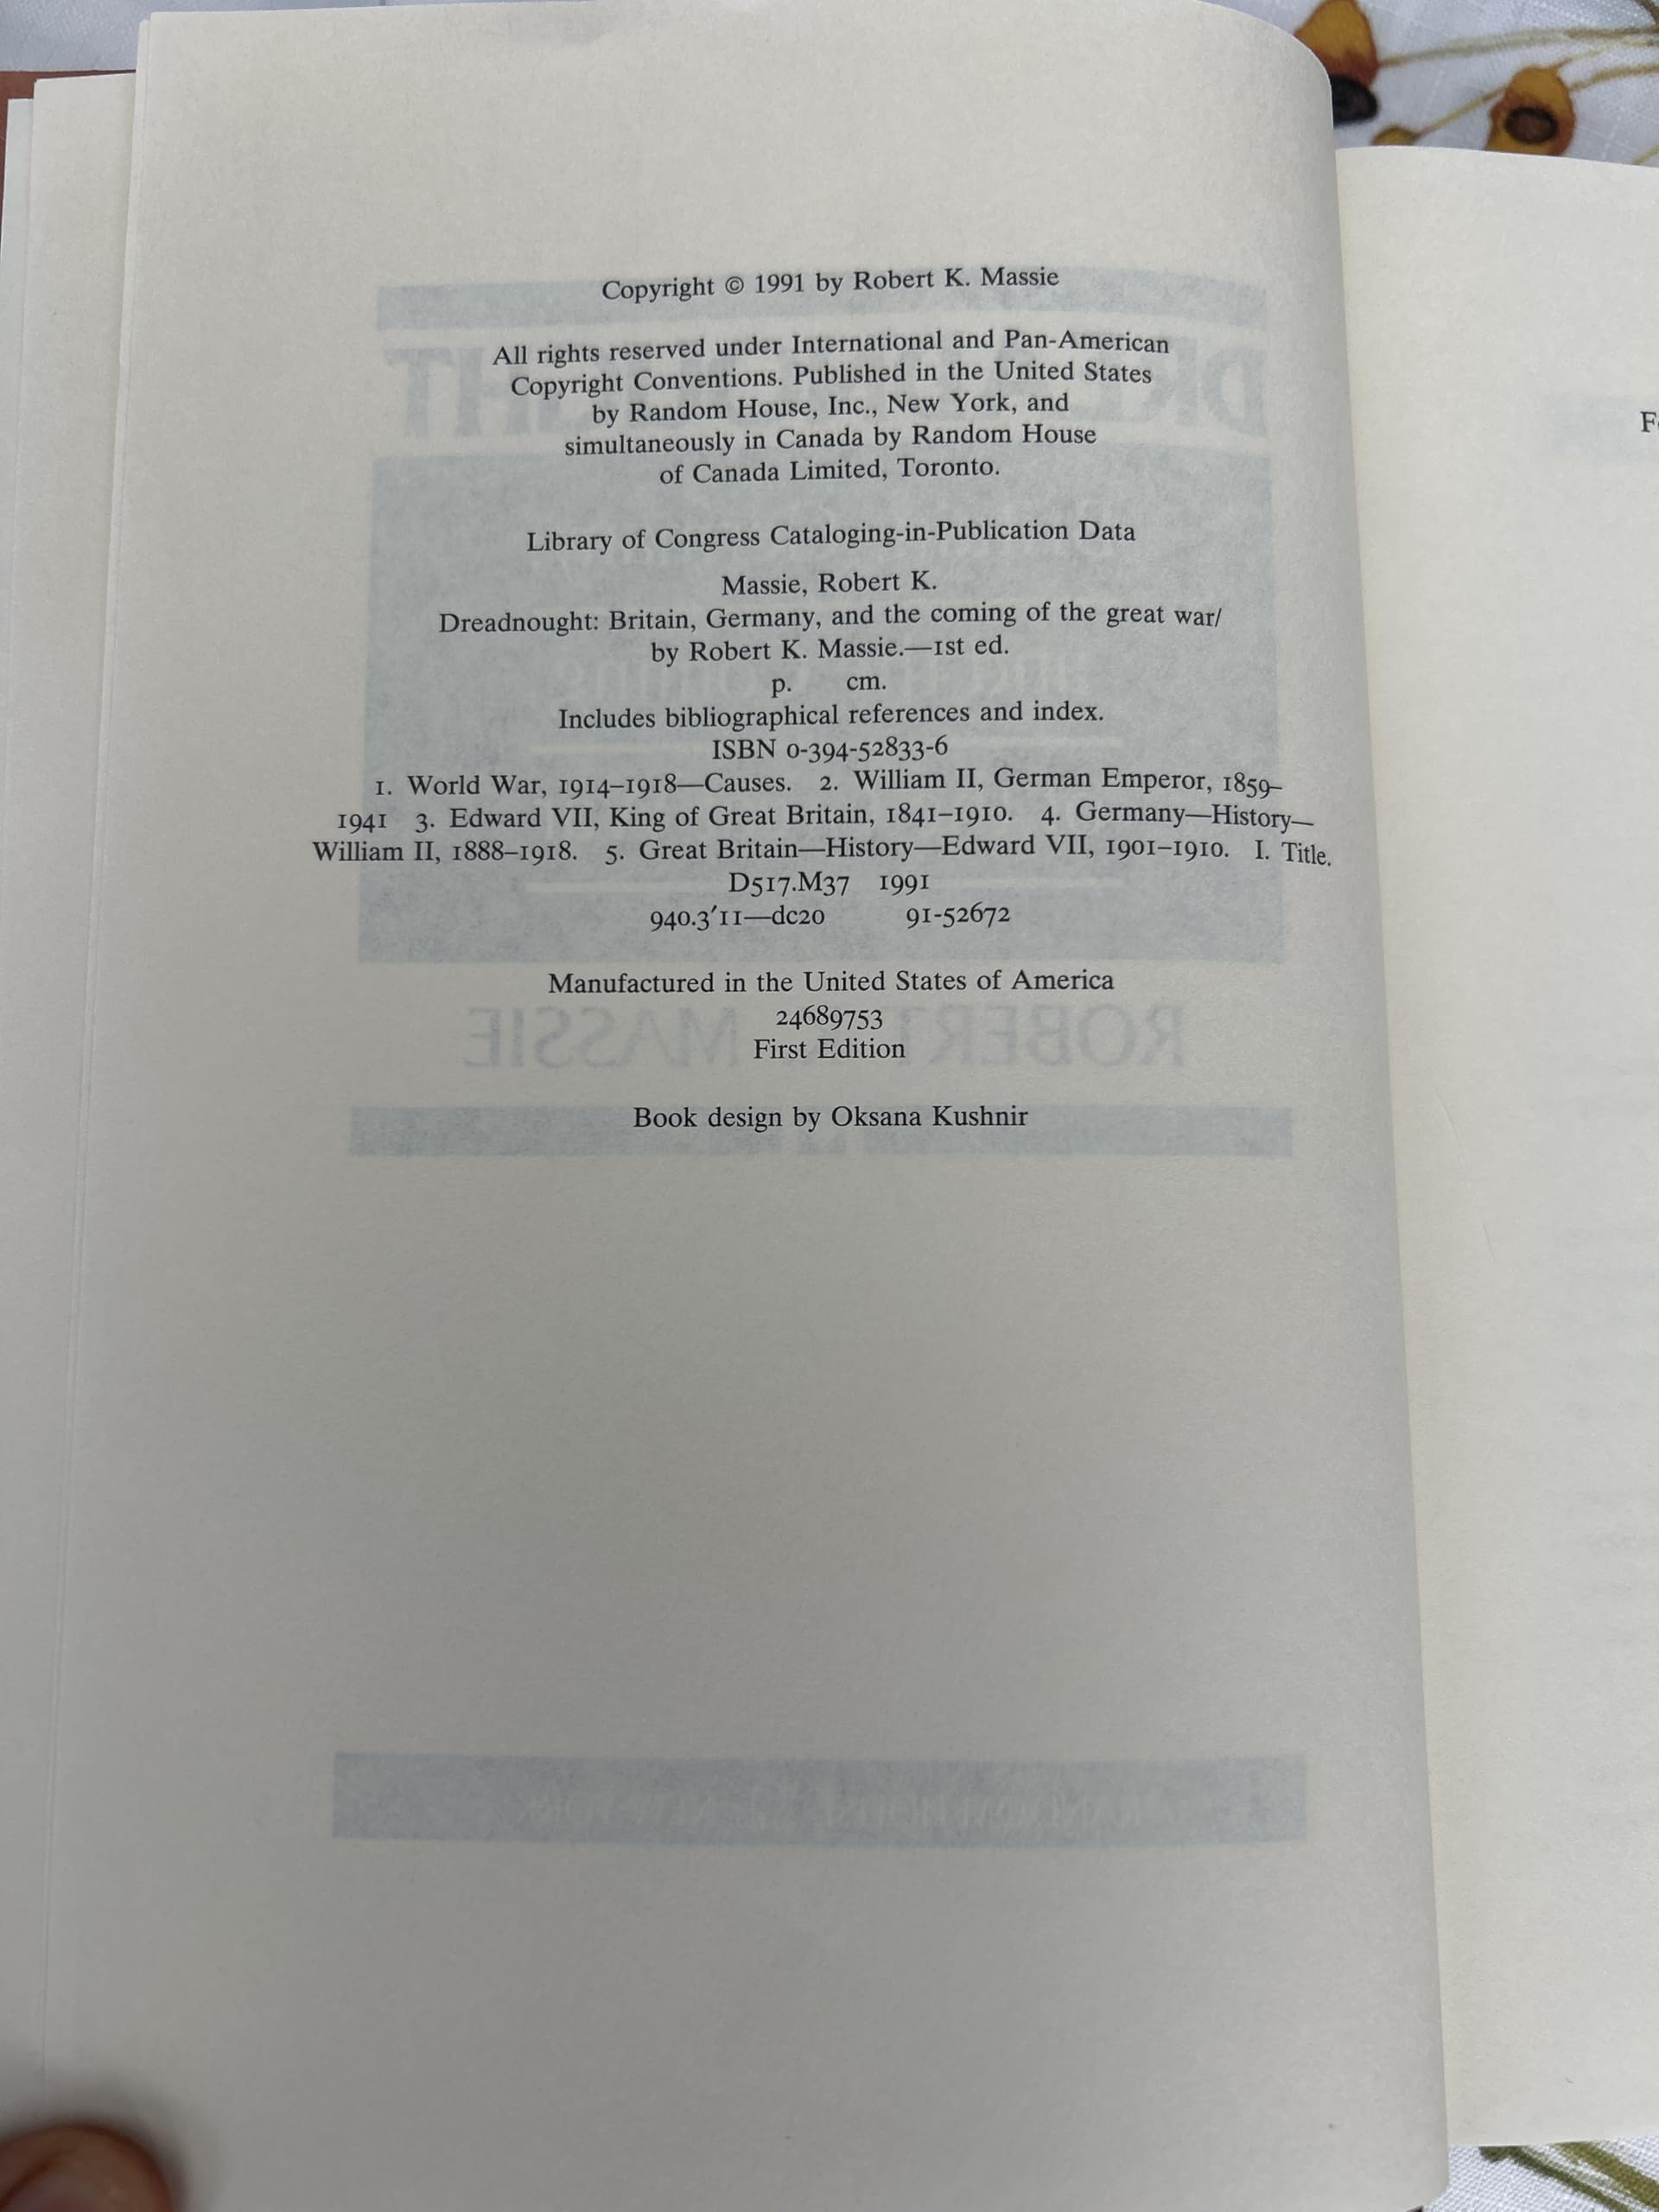 Copyright © 1991 by Robert K. Massie
All rights reserved under International and Pan-American
Copyright Conventions. Published in the United States
by Random House, Inc., New York, and
simultaneously in Canada by Random House
of Canada Limited, Toronto.
Library of Congress Cataloging-in-Publication Data
Massie, Robert K.
Dreadnought: Britain, Germany, and the coming of the great war/
by Robert K. Massie.—1st ed.
p. cm.
Includes bibliographical references and index.
ISBN 0-394-52833-6
1. World War, 1914–1918—Causes. 2. William II, German Emperor, 1859–
1941 3. Edward VII, King of Great Britain, 1841–1910. 4. Germany—History—
William II, 1888–1918. 5. Great Britain—History—Edward VII, 1901–1910. I. Title.
D517.M37 1991
940.3′11—dc20 91-52672
Manufactured in the United States of America
24689753
First Edition
Book design by Oksana Kushnir